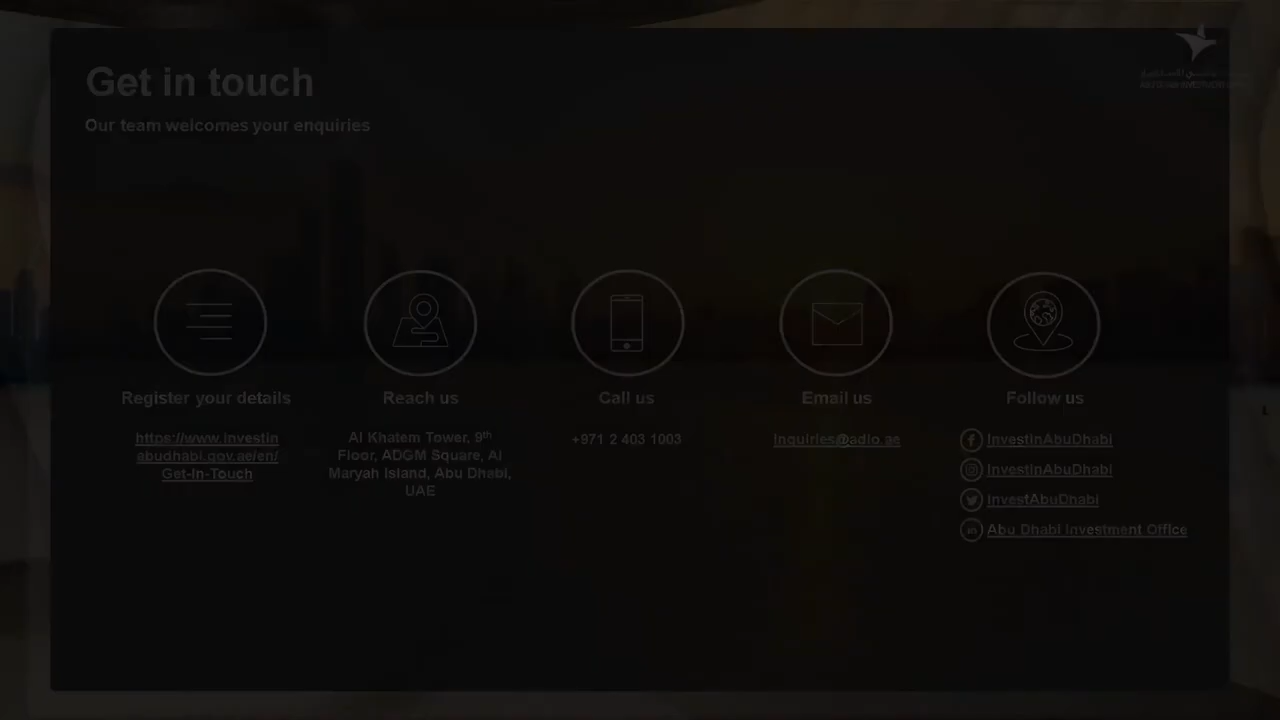 Get in touch
Our team welcomes your enquiries
Register your details
https://www.investin
abudhabi.gov.ae/en/
Get-In-Touch
Reach us
Al Khatem Tower, 9th
Floor, ADGM Square, Al
Maryah Island, Abu Dhabi,
UAE
Call us
+971 2 403 1003
Email us
Inquiries@adio.ae
Follow us
InvestinAbuDhabi
InvestinAbuDhabi
InvestAbuDhabi
Abu Dhabi Investment Office